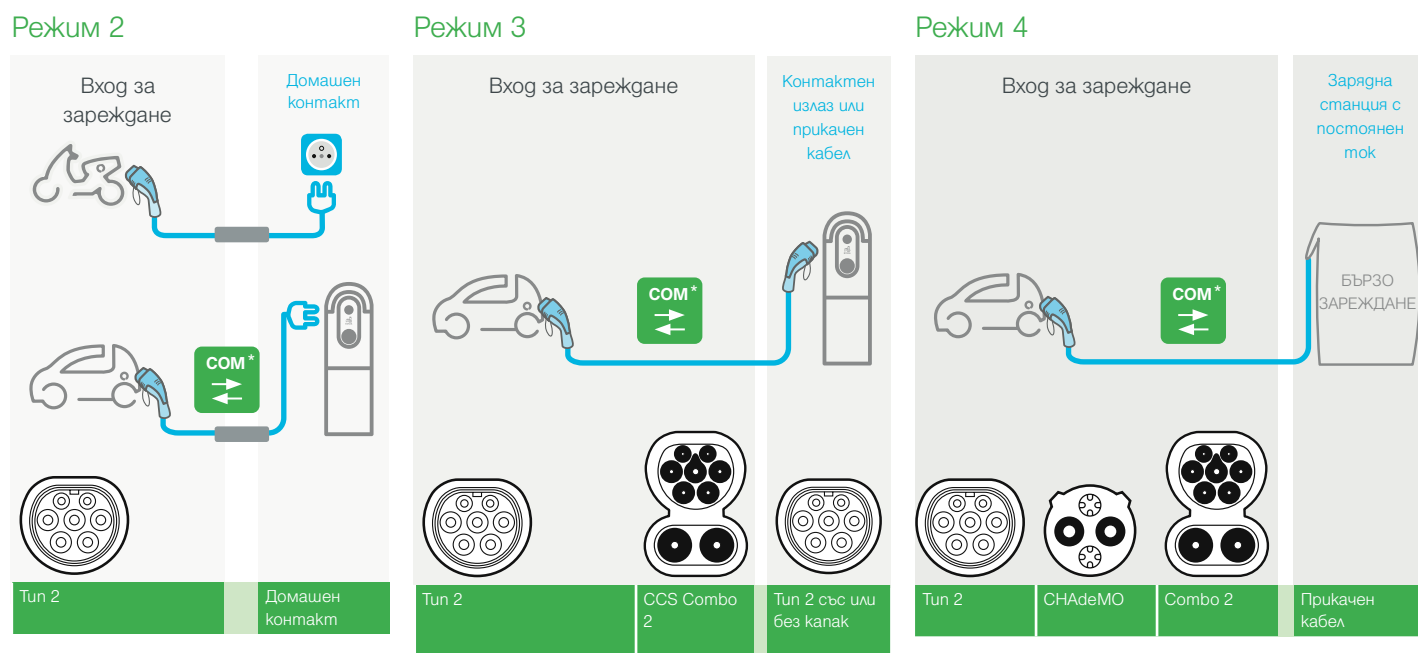 Режим 2
Вход за
зареждане
Домашен
контакт
COM*
Тип 2
Домашен
контакт
Режим 3
Вход за зареждане
Контактен
излаз или
прикачен
кабел
COM*
Тип 2
CCS Combo
2
Тип 2 със или
без капак
Режим 4
Вход за зареждане
Зарядна
станция с
постоянен
ток
COM*
БЪРЗО
ЗАРЕЖДАНЕ
Тип 2
CHAdeMO
Combo 2
Прикачен
кабел